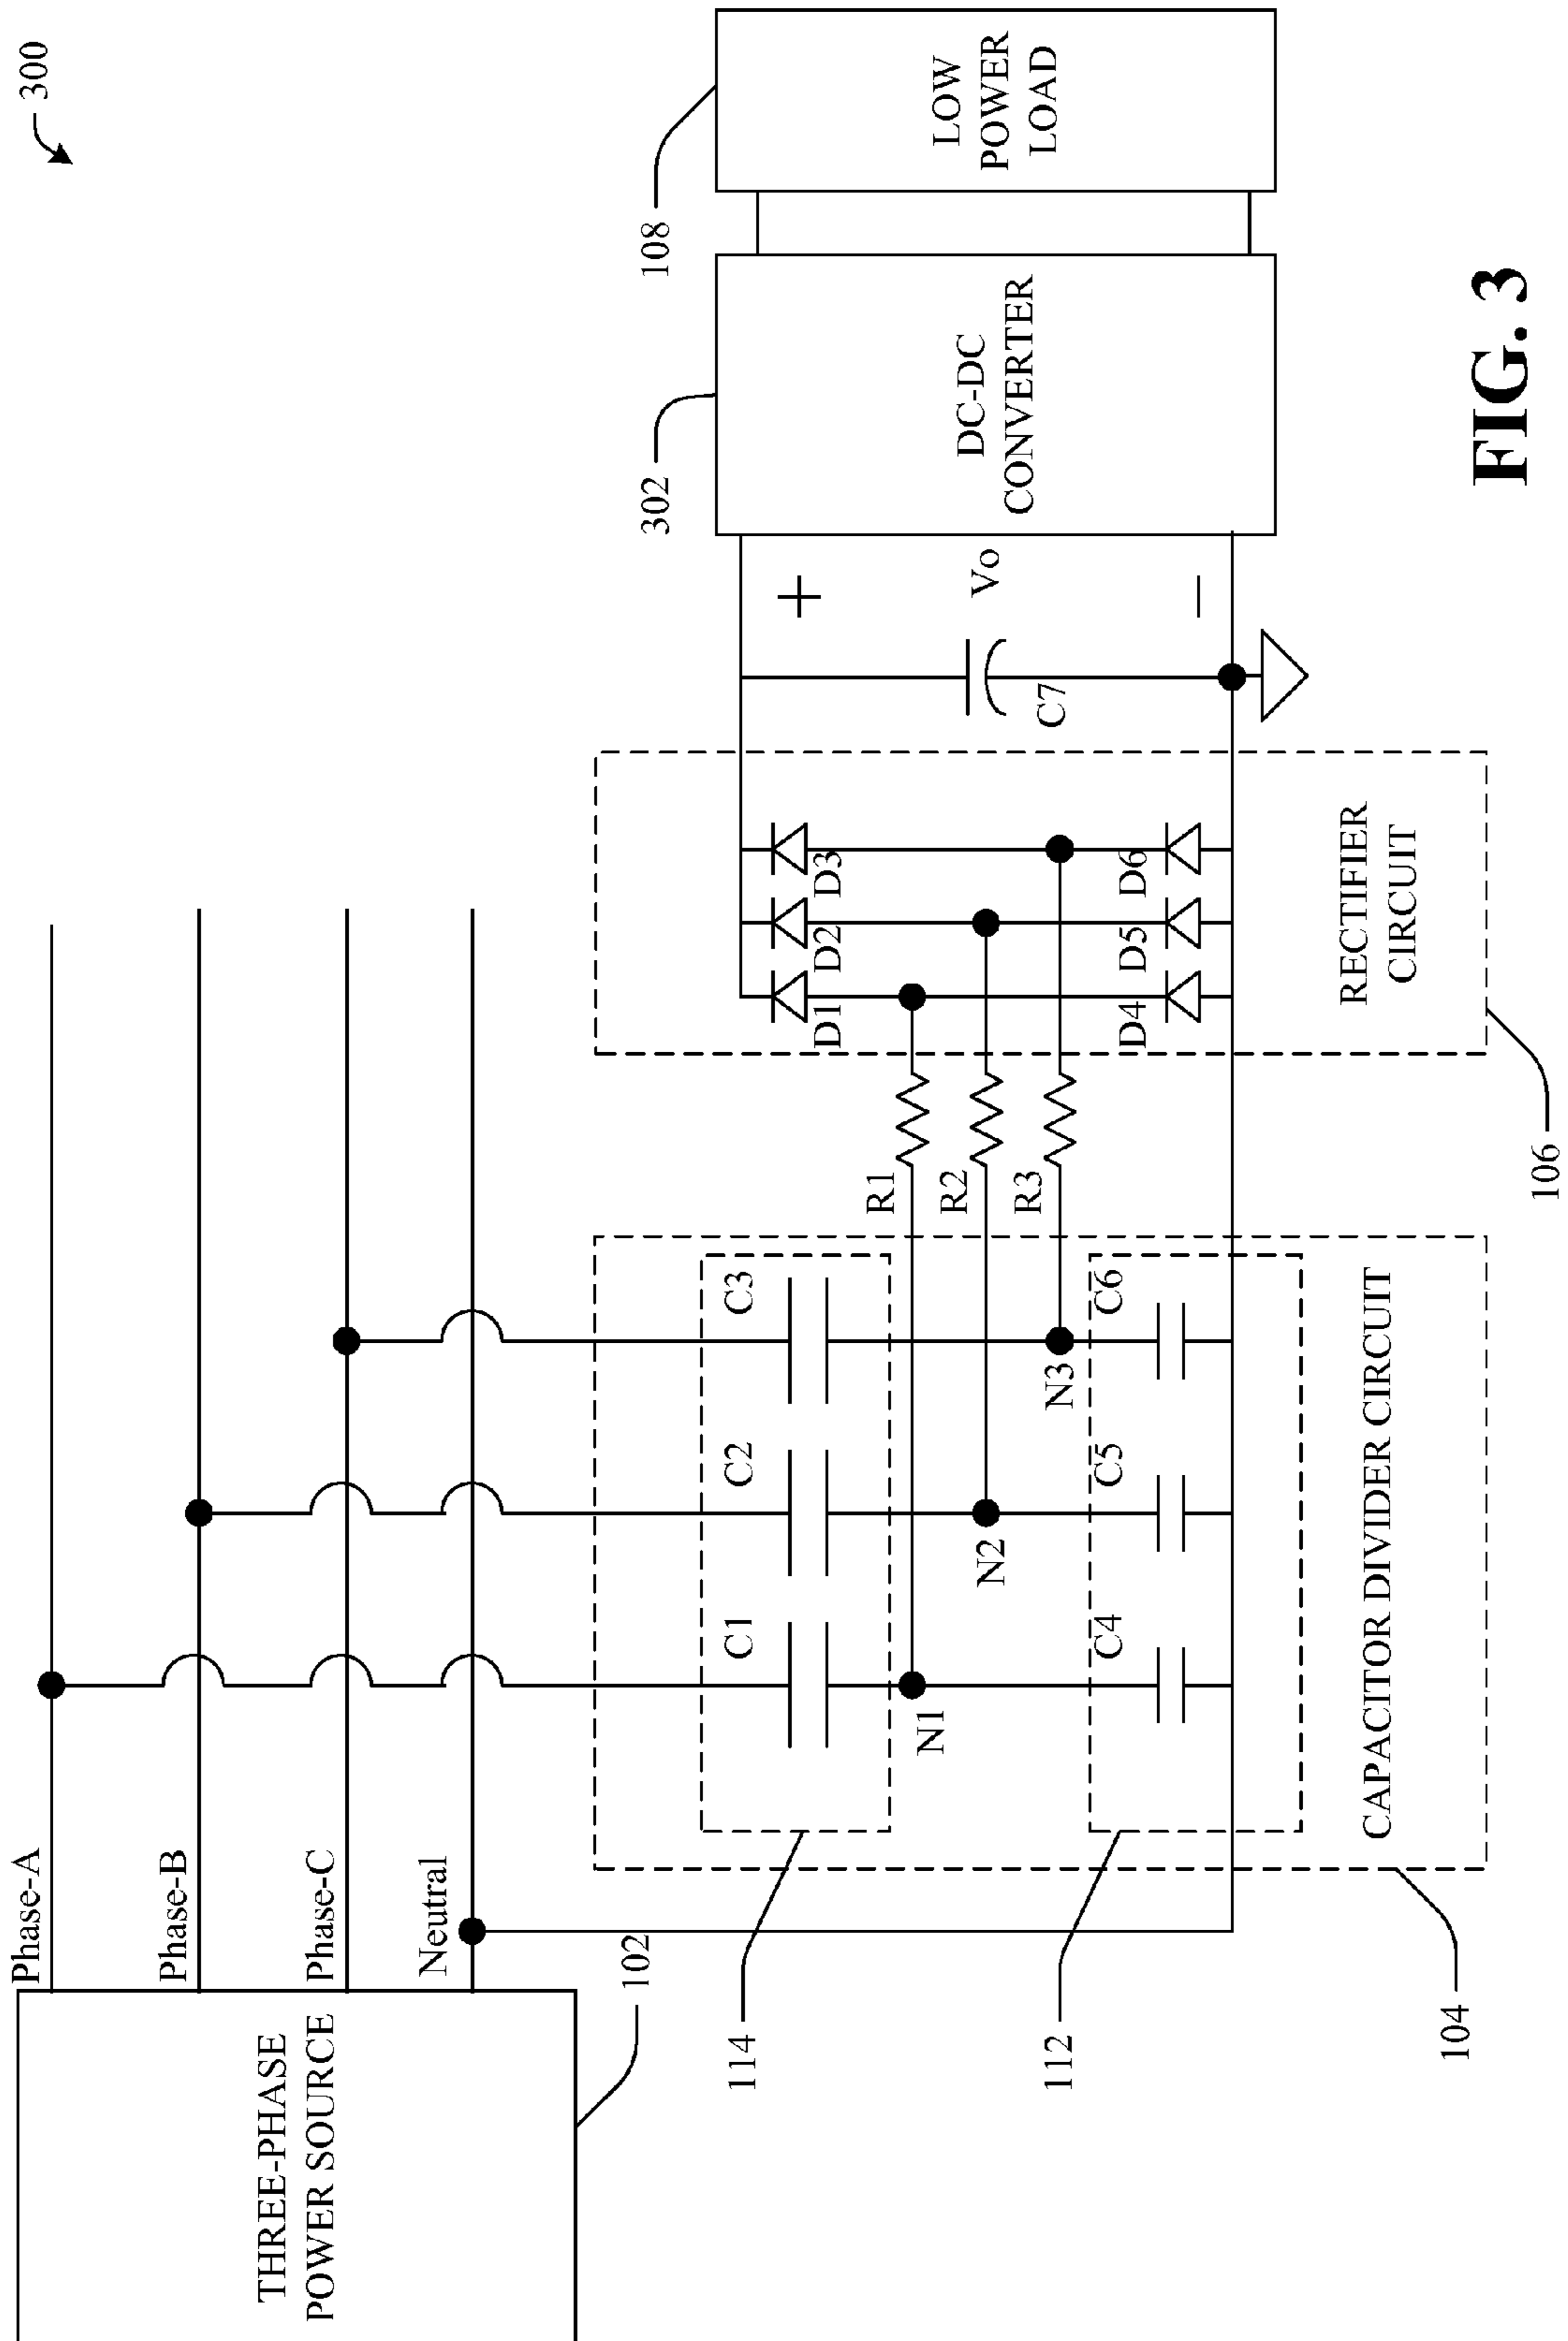 300
THREE-PHASE
POWER SOURCE
102
Phase-A
Phase-B
Phase-C
Neutral
114
112
104
C1
C2
C3
N1
N2
N3
C4
C5
C6
CAPACITOR DIVIDER CIRCUIT
R1
R2
R3
D1
D2
D3
D4
D5
D6
RECTIFIER
CIRCUIT
106
C7
+
Vo
–
302
DC-DC
CONVERTER
108
LOW
POWER
LOAD
FIG. 3